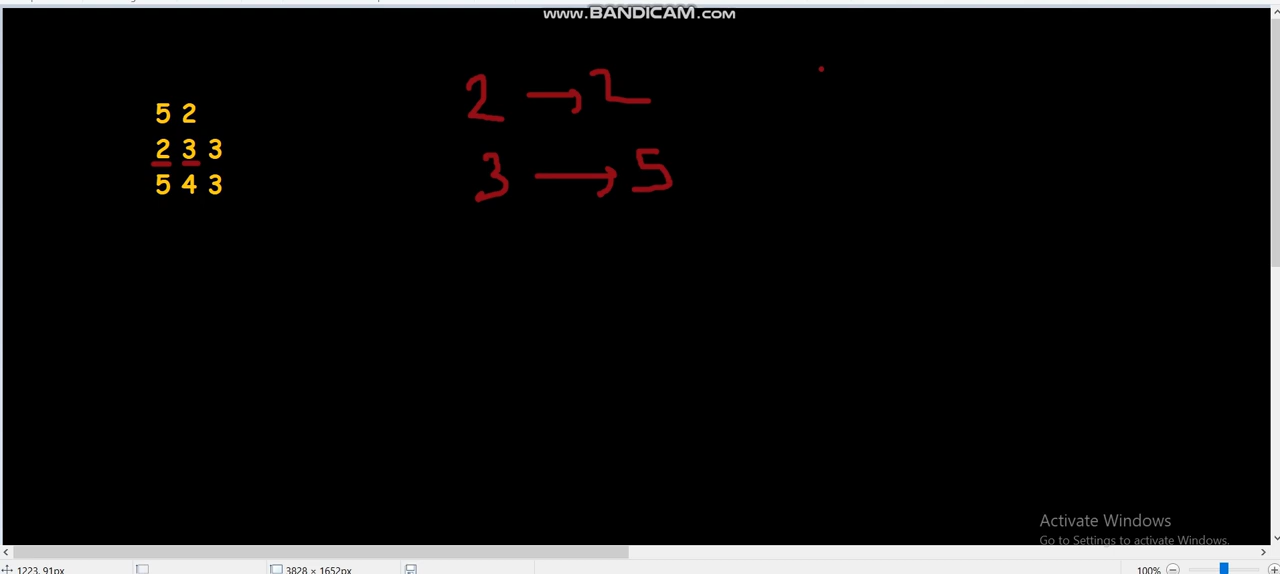 www.BANDICAM.com
2 → 2
5 2
2 3 3
3 → 5
5 4 3
Activate Windows
Go to Settings to activate Windows.
1223, 91px
3828 × 1652px
100%